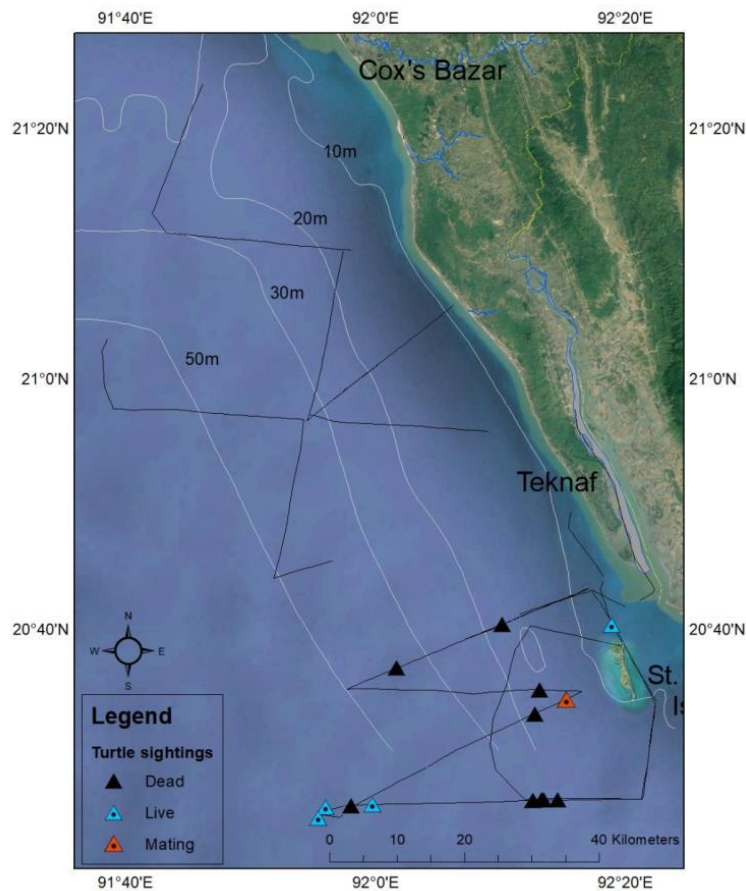 91°40'E 92°0'E 92°20'E
Cox's Bazar
21°20'N 21°20'N
10m
20m
30m
50m
21°0'N 21°0'N
Teknaf
20°40'N 20°40'N
N
W E
S
St.
Is
Legend
Turtle sightings
Dead
Live
Mating
0 10 20 40 Kilometers
91°40'E 92°0'E 92°20'E